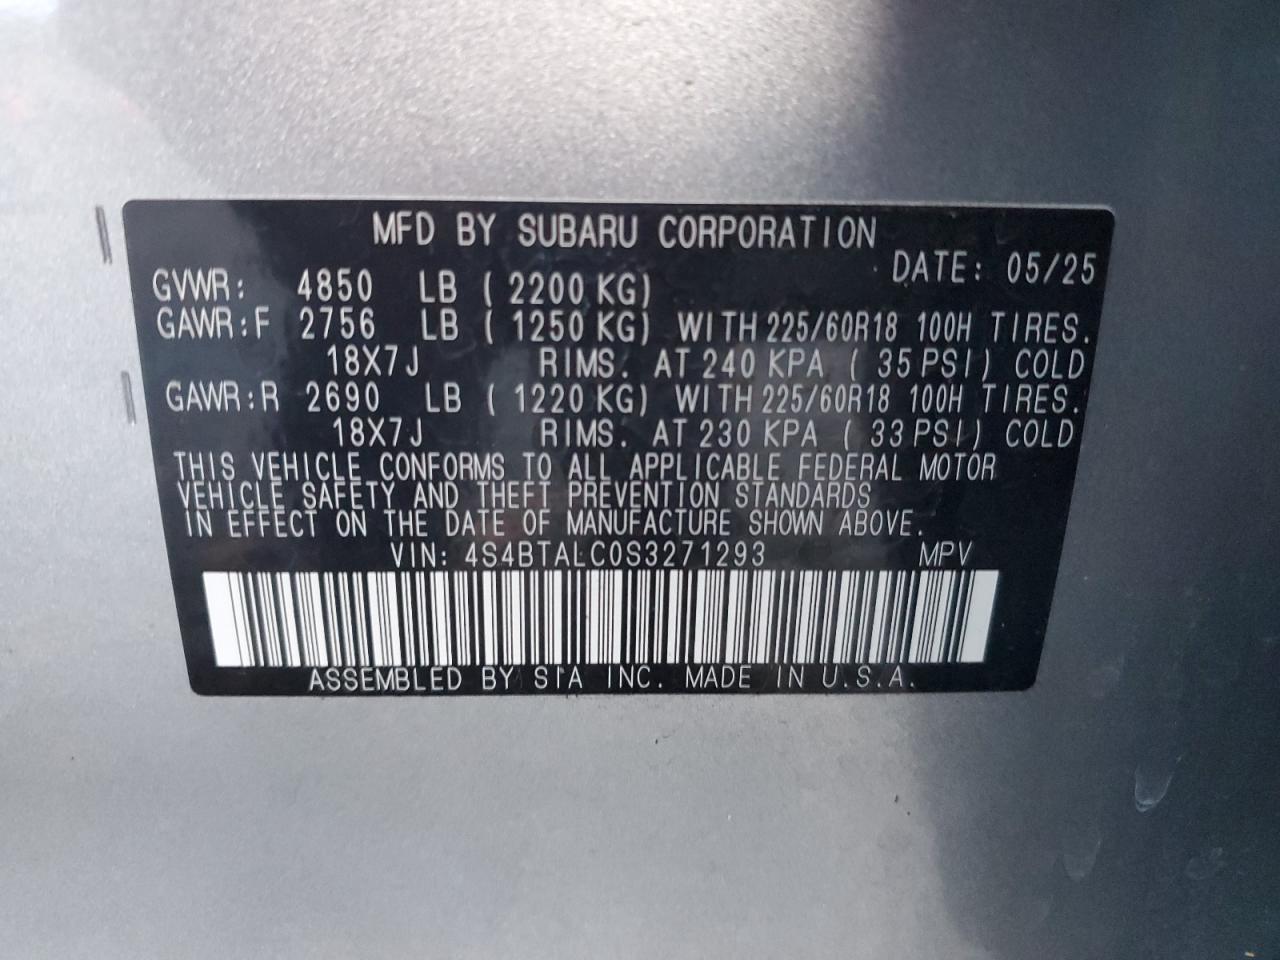 MFD BY SUBARU CORPORATION
DATE: 05/25
GVWR: 4850 LB ( 2200 KG)
GAWR:F 2756 LB ( 1250 KG) WITH 225/60R18 100H TIRES.
18X7J RIMS. AT 240 KPA ( 35 PSI) COLD
GAWR:R 2690 LB ( 1220 KG) WITH 225/60R18 100H TIRES.
18X7J RIMS. AT 230 KPA ( 33 PSI) COLD
THIS VEHICLE CONFORMS TO ALL APPLICABLE FEDERAL MOTOR
VEHICLE SAFETY AND THEFT PREVENTION STANDARDS
IN EFFECT ON THE DATE OF MANUFACTURE SHOWN ABOVE.
VIN: 4S4BTALC0S3271293 MPV
ASSEMBLED BY SIA INC. MADE IN U.S.A.